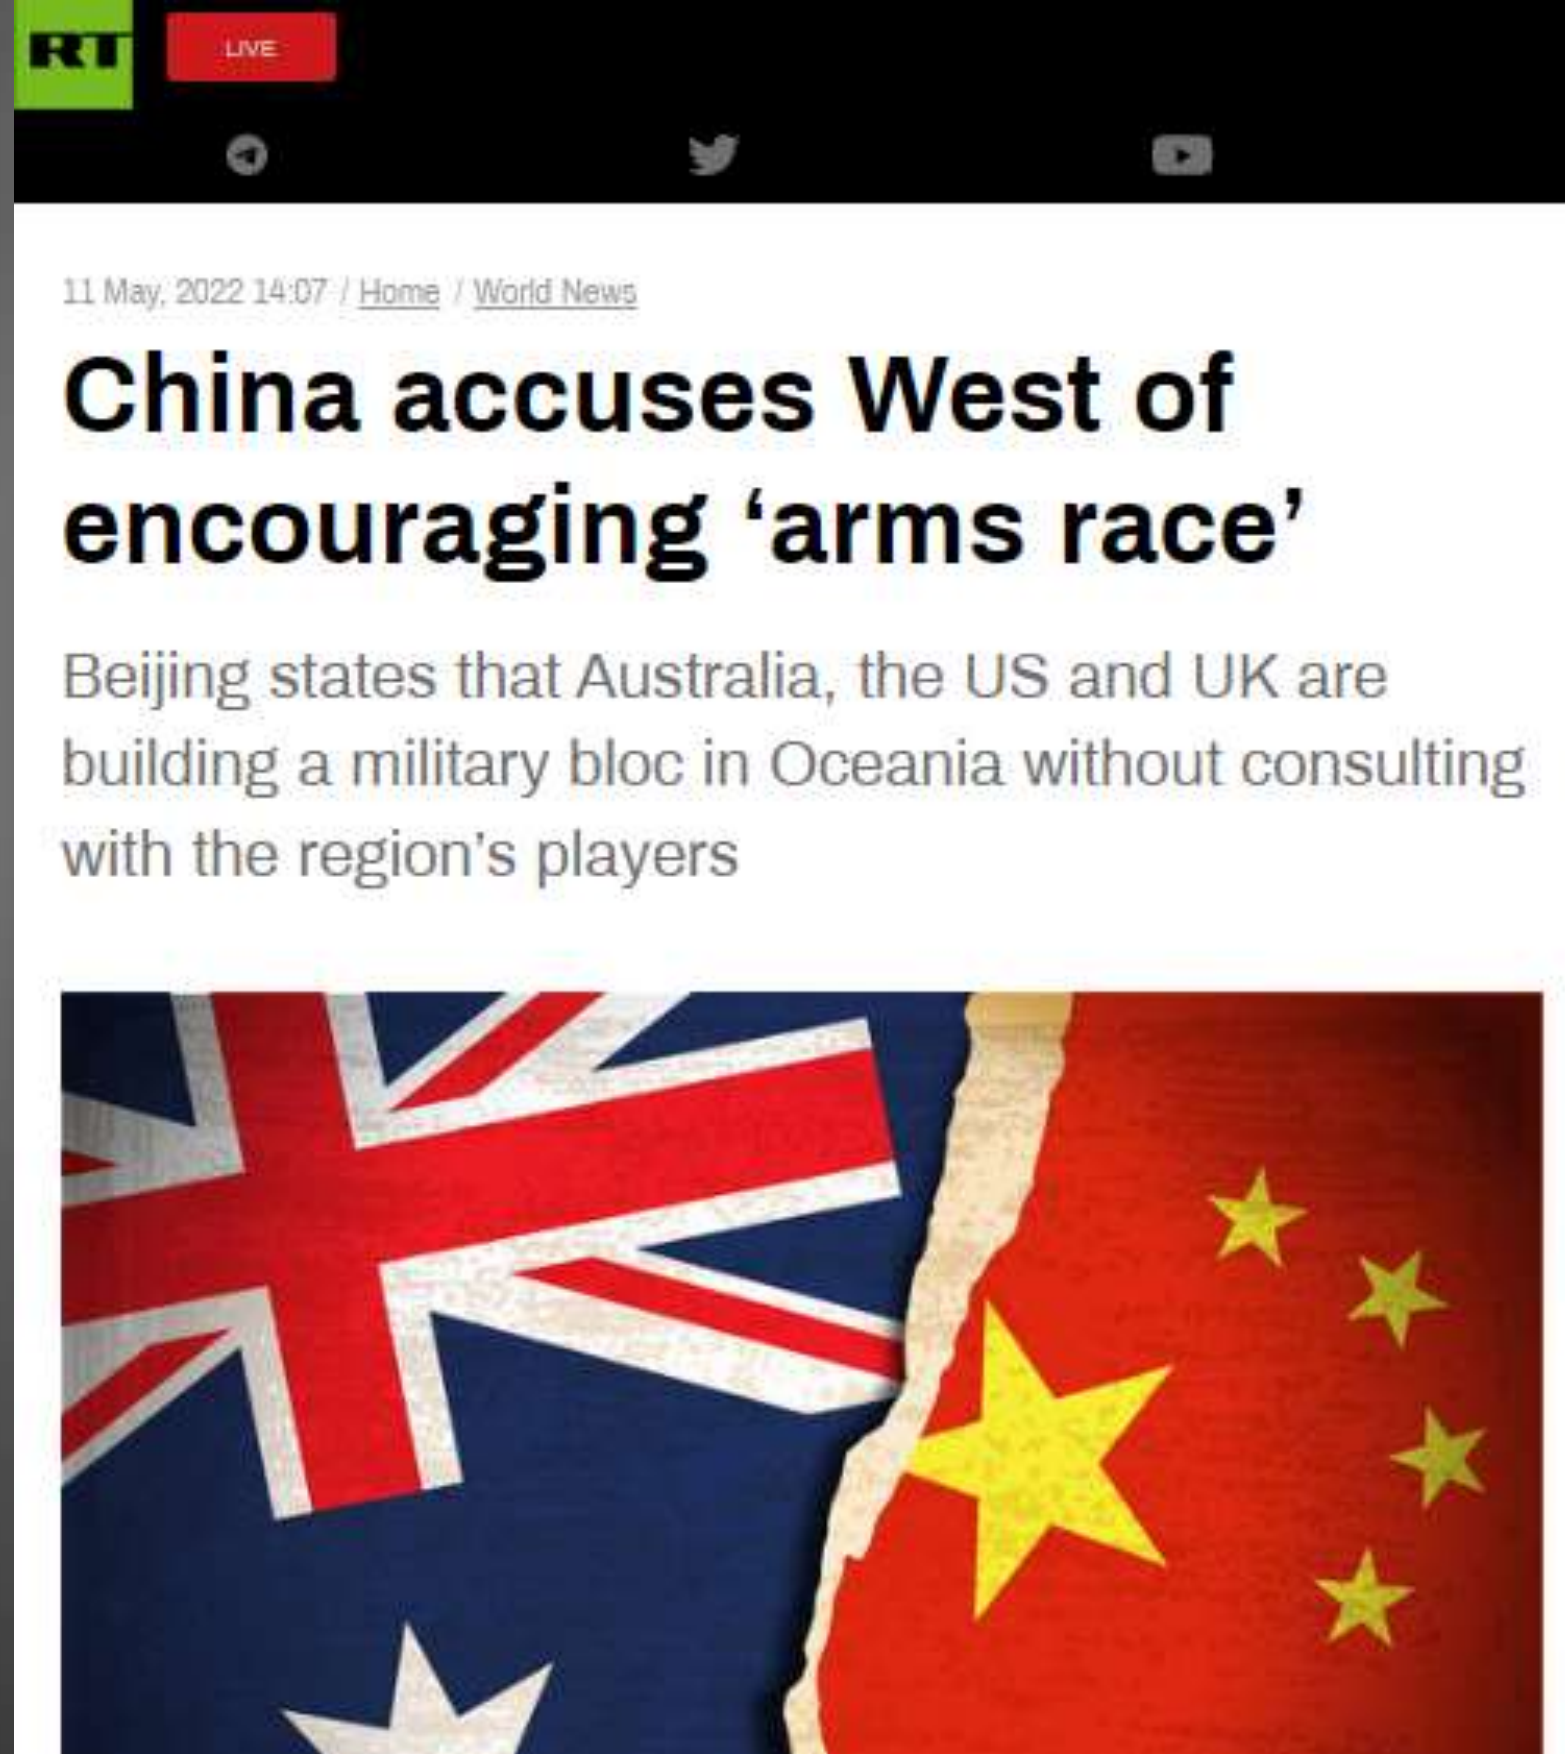 RT
LIVE
11 May, 2022 14:07 / Home / World News
China accuses West of
encouraging ‘arms race’
Beijing states that Australia, the US and UK are
building a military bloc in Oceania without consulting
with the region’s players